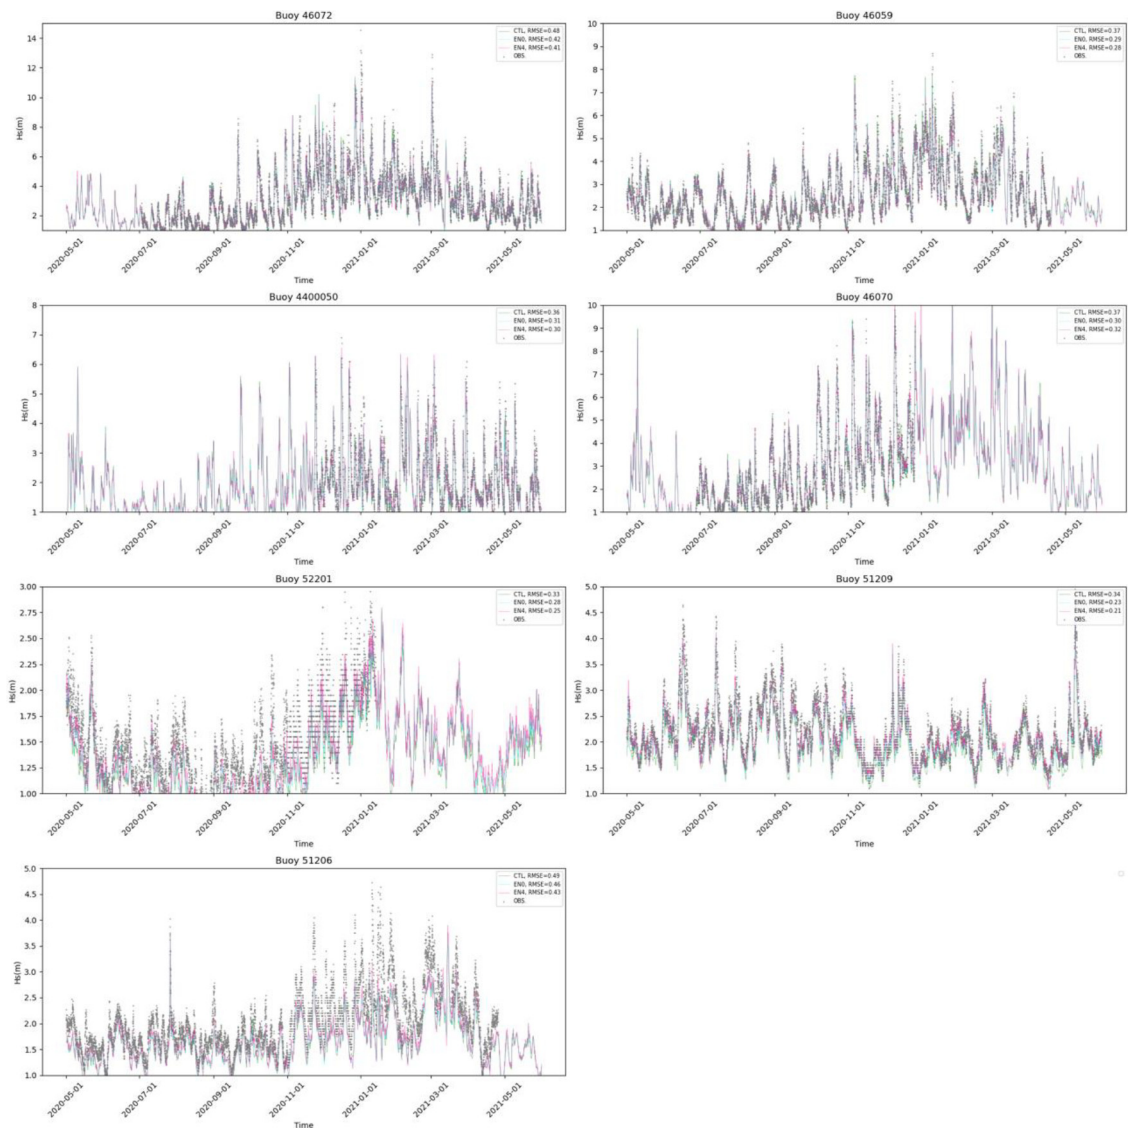 Buoy 46072
CTL, RMSE=0.48
EN0, RMSE=0.42
EN4, RMSE=0.41
OBS
Hs(m)
14
12
10
8
6
4
2
2020-05-01
2020-07-01
2020-09-01
2020-11-01
2021-01-01
2021-03-01
2021-05-01
Time
Buoy 46059
CTL, RMSE=0.37
EN0, RMSE=0.29
EN4, RMSE=0.28
OBS
Hs(m)
10
9
8
7
6
5
4
3
2
1
2020-05-01
2020-07-01
2020-09-01
2020-11-01
2021-01-01
2021-03-01
2021-05-01
Time
Buoy 4400050
CTL, RMSE=0.36
EN0, RMSE=0.31
EN4, RMSE=0.30
OBS
Hs(m)
8
7
6
5
4
3
2
1
2020-05-01
2020-07-01
2020-09-01
2020-11-01
2021-01-01
2021-03-01
2021-05-01
Time
Buoy 46070
CTL, RMSE=0.37
EN0, RMSE=0.30
EN4, RMSE=0.32
OBS
Hs(m)
10
9
8
7
6
5
4
3
2
1
2020-05-01
2020-07-01
2020-09-01
2020-11-01
2021-01-01
2021-03-01
2021-05-01
Time
Buoy 52201
CTL, RMSE=0.33
EN0, RMSE=0.28
EN4, RMSE=0.25
OBS
Hs(m)
3.00
2.75
2.50
2.25
2.00
1.75
1.50
1.25
1.00
2020-05-01
2020-07-01
2020-09-01
2020-11-01
2021-01-01
2021-03-01
2021-05-01
Time
Buoy 51209
CTL, RMSE=0.34
EN0, RMSE=0.23
EN4, RMSE=0.21
OBS
Hs(m)
5.0
4.5
4.0
3.5
3.0
2.5
2.0
1.5
1.0
2020-05-01
2020-07-01
2020-09-01
2020-11-01
2021-01-01
2021-03-01
2021-05-01
Time
Buoy 51206
CTL, RMSE=0.49
EN0, RMSE=0.46
EN4, RMSE=0.43
OBS
Hs(m)
5.0
4.5
4.0
3.5
3.0
2.5
2.0
1.5
1.0
2020-05-01
2020-07-01
2020-09-01
2020-11-01
2021-01-01
2021-03-01
2021-05-01
Time